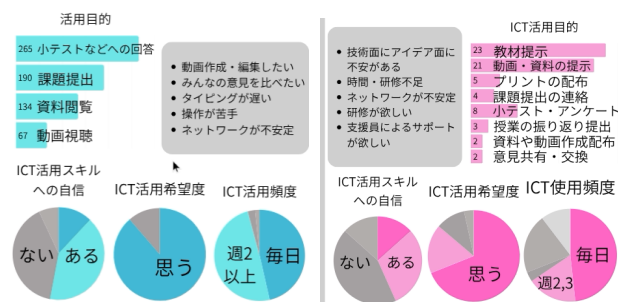 活用目的
265 小テストなどへの回答
190 課題提出
134 資料閲覧
67 動画視聴
• 動画作成・編集したい
• みんなの意見を比べたい
• タイピングが遅い
• 操作が苦手
• ネットワークが不安定
ICT活用スキル
への自信
ICT活用希望度
ICT活用頻度
ない
ある
思う
週2
以上
毎日
ICT活用目的
• 技術面にアイデア面に
不安がある
• 時間・研修不足
• ネットワークが不安定
• 研修が欲しい
• 支援員によるサポート
が欲しい
23 教材提示
21 動画・資料の提示
5 プリントの配布
4 課題提出の連絡
8 小テスト・アンケート
3 授業の振り返り提出
2 資料や動画作成配布
2 意見共有・交換
ICT活用スキル
への自信
ICT活用希望度
ICT使用頻度
ない
ある
思う
毎日
週2,3